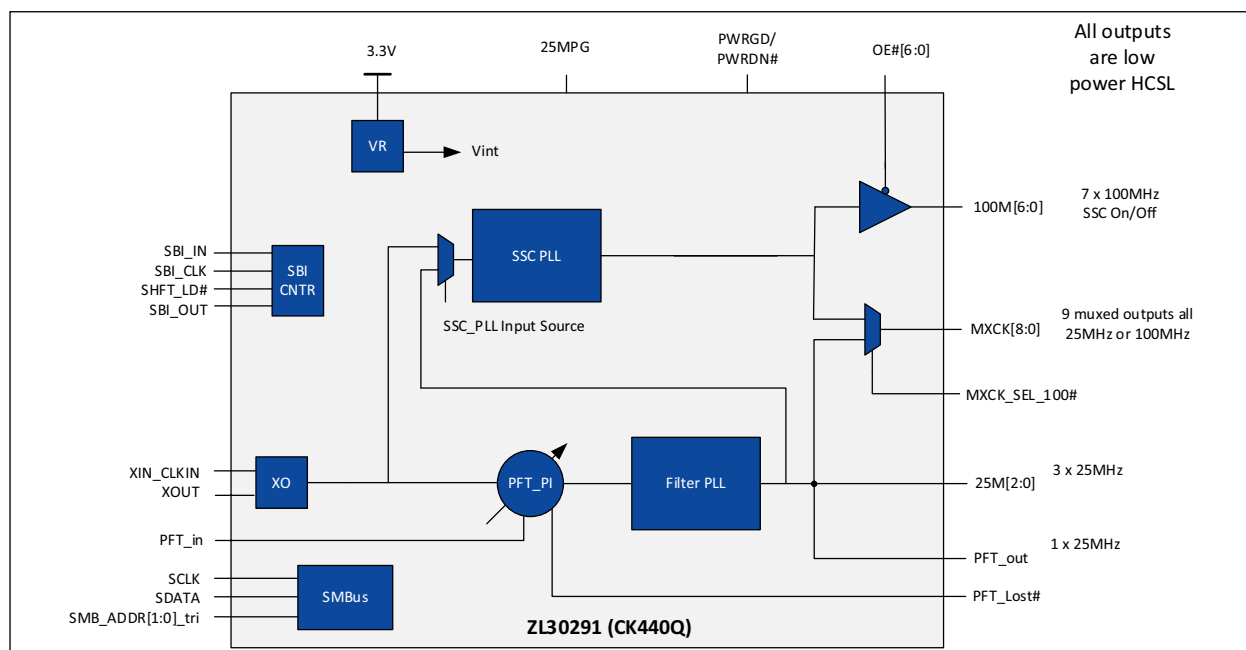 All outputs
are low
power HCSL
3.3V
25MPG
PWRGD/
PWRDN#
OE#[6:0]
VR
Vint
100M[6:0]
7 x 100MHz
SSC On/Off
SBI_IN
SBI_CLK
SHFT_LD#
SBI_OUT
SBI
CNTR
SSC PLL
SSC_PLL Input Source
MXCK[8:0]
9 muxed outputs all
25MHz or 100MHz
MXCK_SEL_100#
XIN_CLKIN
XOUT
XO
PFT_PI
Filter PLL
25M[2:0]
3 x 25MHz
PFT_in
PFT_out
1 x 25MHz
SCLK
SDATA
SMB_ADDR[1:0]_tri
SMBus
PFT_Lost#
ZL30291 (CK440Q)